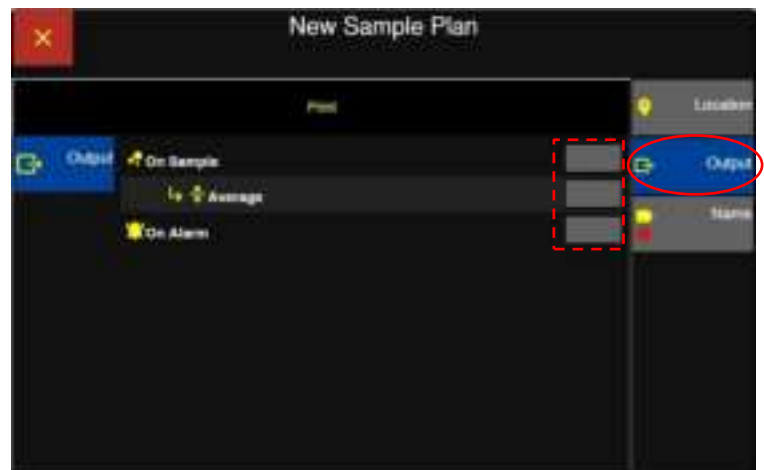 New Sample Plan
Print
Location
Output
On Sample
Output
Average
Name
On Alarm